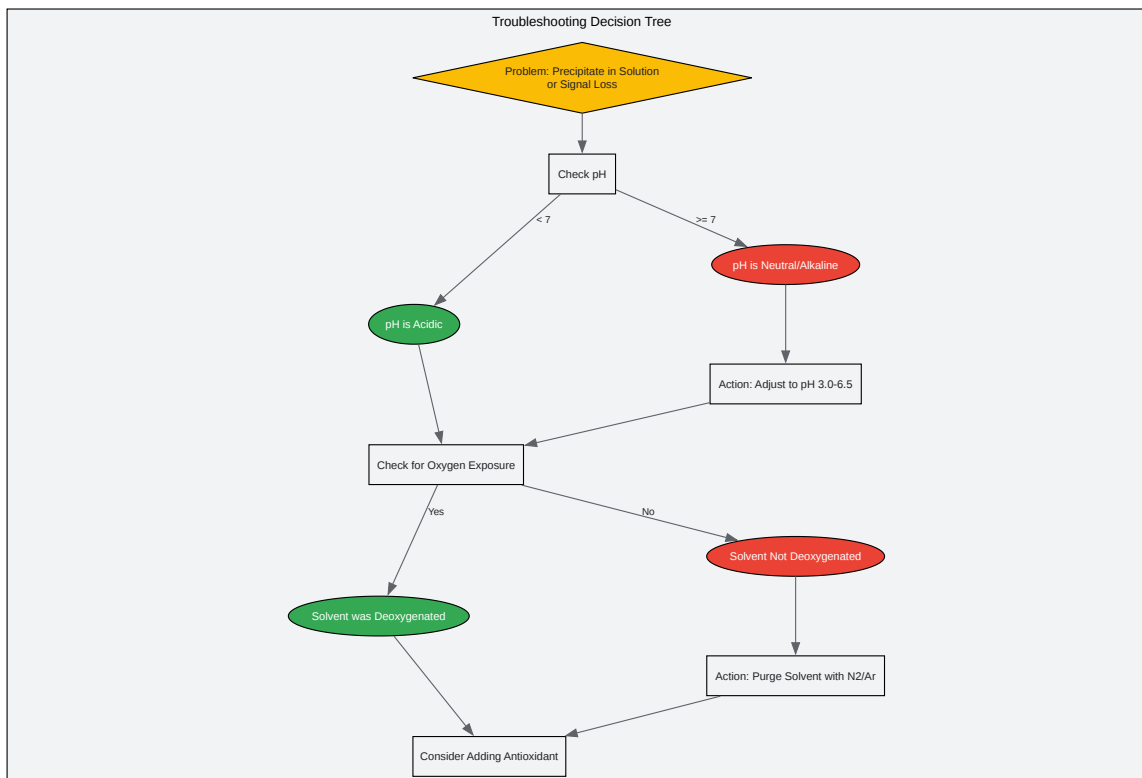 Troubleshooting Decision Tree
Problem: Precipitate in Solution
or Signal Loss
Check pH
< 7
>= 7
pH is Neutral/Alkaline
pH is Acidic
Action: Adjust to pH 3.0-6.5
Check for Oxygen Exposure
Yes
No
Solvent Not Deoxygenated
Solvent was Deoxygenated
Action: Purge Solvent with N2/Ar
Consider Adding Antioxidant